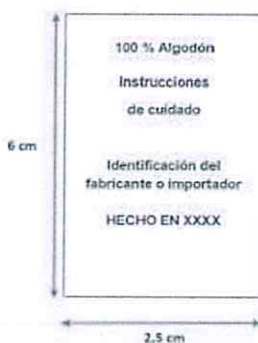 100 % Algodón
Instrucciones
de cuidado
6 cm
Identificación del
fabricante o importador
HECHO EN XXXX
2.5 cm